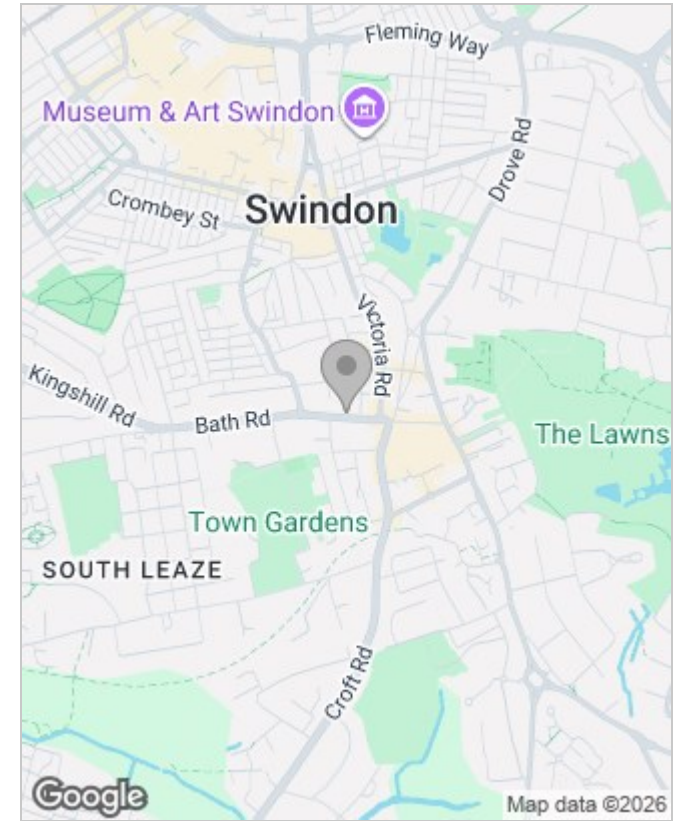 Fleming Way
Museum & Art Swindon
Drove Rd
Crombey St
Swindon
Victoria Rd
Kingshill Rd
Bath Rd
The Lawns
Town Gardens
SOUTH LEAZE
Croft Rd
Google
Map data ©2026